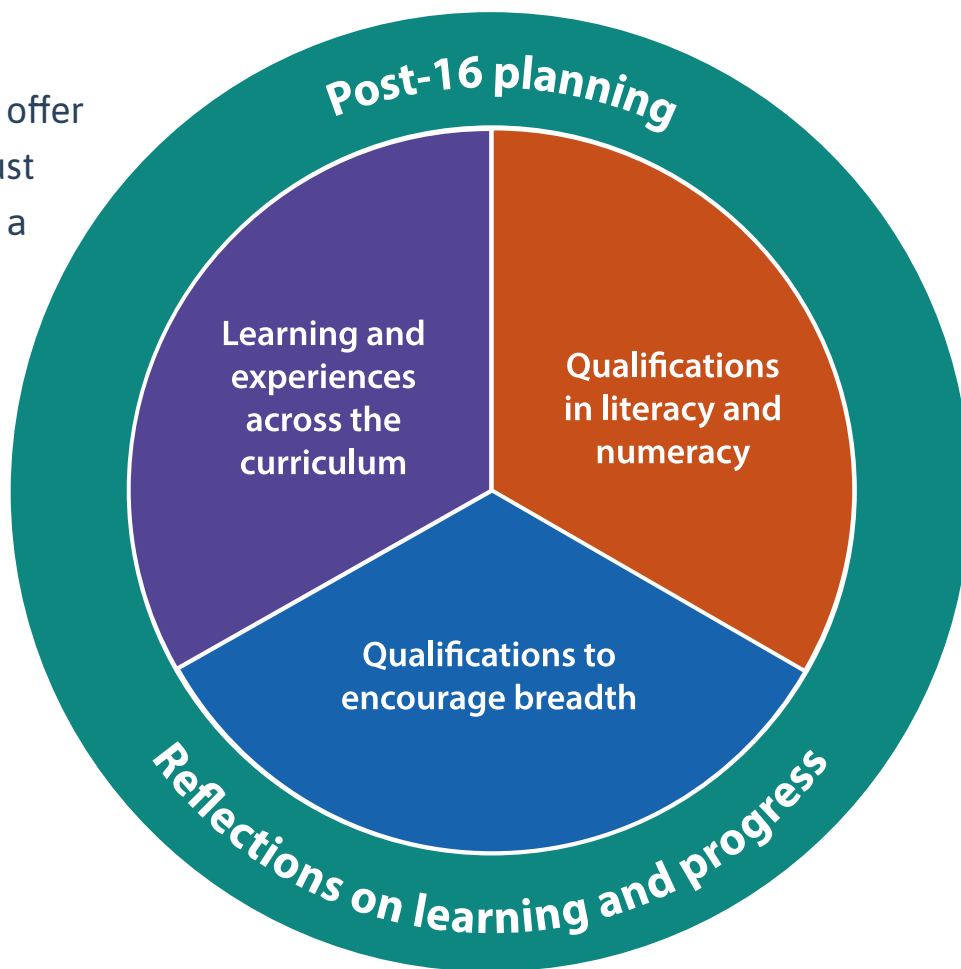 offer
ust
a
Post-16 planning
Learning and
experiences
across the
curriculum
Qualifications
in literacy and
numeracy
Qualifications to
encourage breadth
Reflections on learning and progress